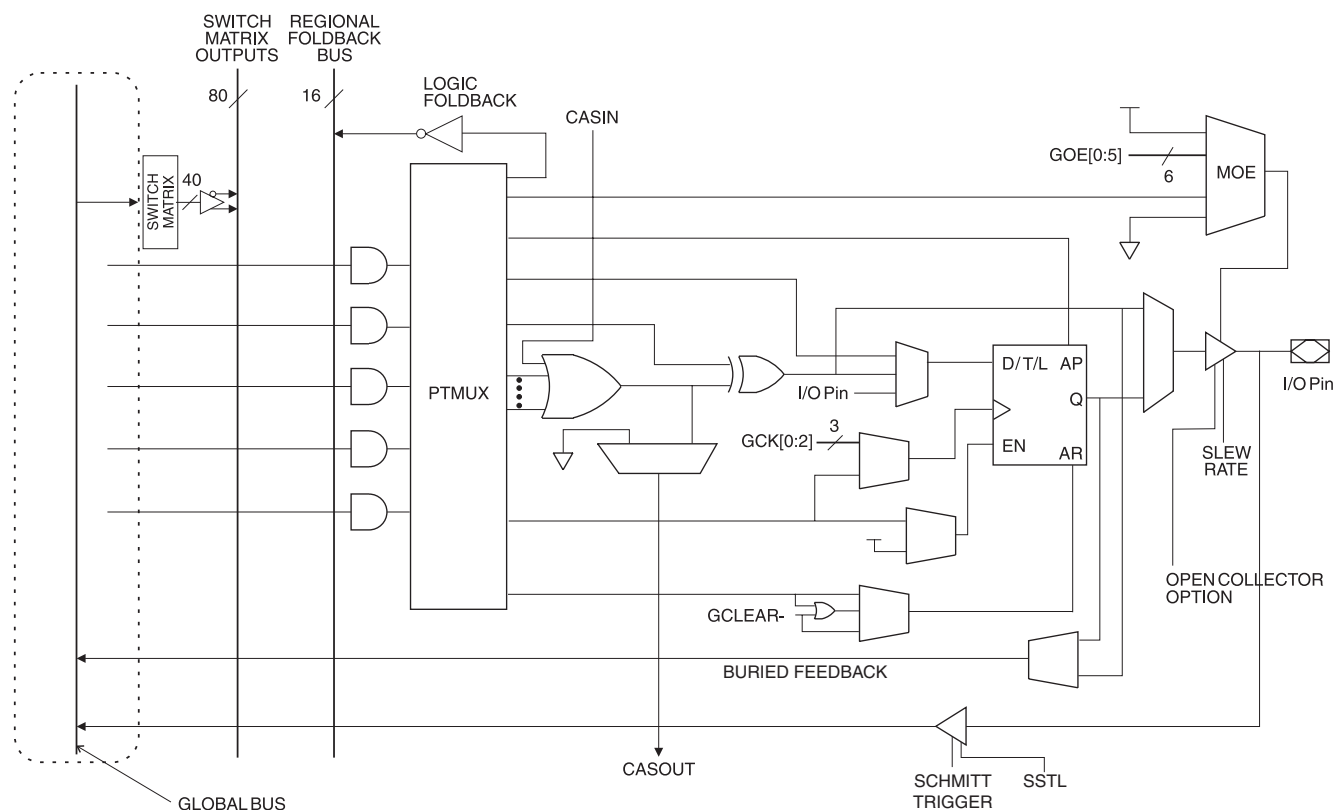 SWITCH
MATRIX
OUTPUTS
REGIONAL
FOLDBACK
BUS
80
16
LOGIC
FOLDBACK
CASIN
GOE[0:5]
6
MOE
SWITCH
MATRIX
40
PTMUX
D/T/L
AP
Q
EN
AR
I/O Pin
I/O Pin
GCK[0:2]
3
SLEW
RATE
OPEN COLLECTOR
OPTION
GCLEAR-
BURIED FEEDBACK
CASOUT
SCHMITT
TRIGGER
SSTL
GLOBAL BUS